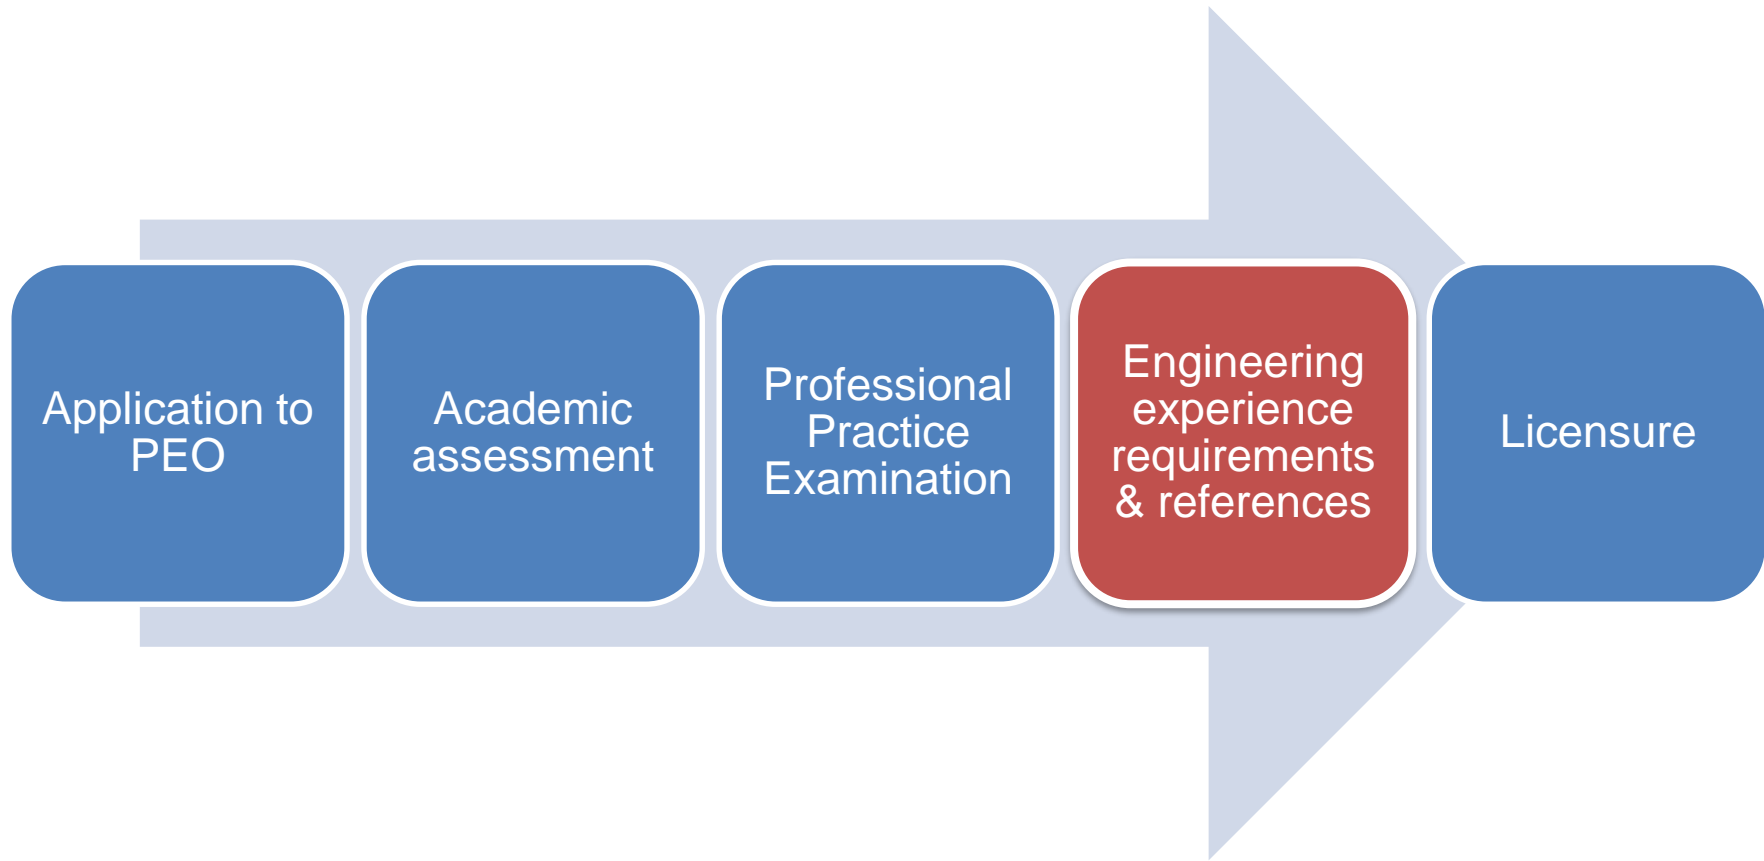 Application to
PEO
Academic
assessment
Professional
Practice
Examination
Engineering
experience
requirements
& references
Licensure